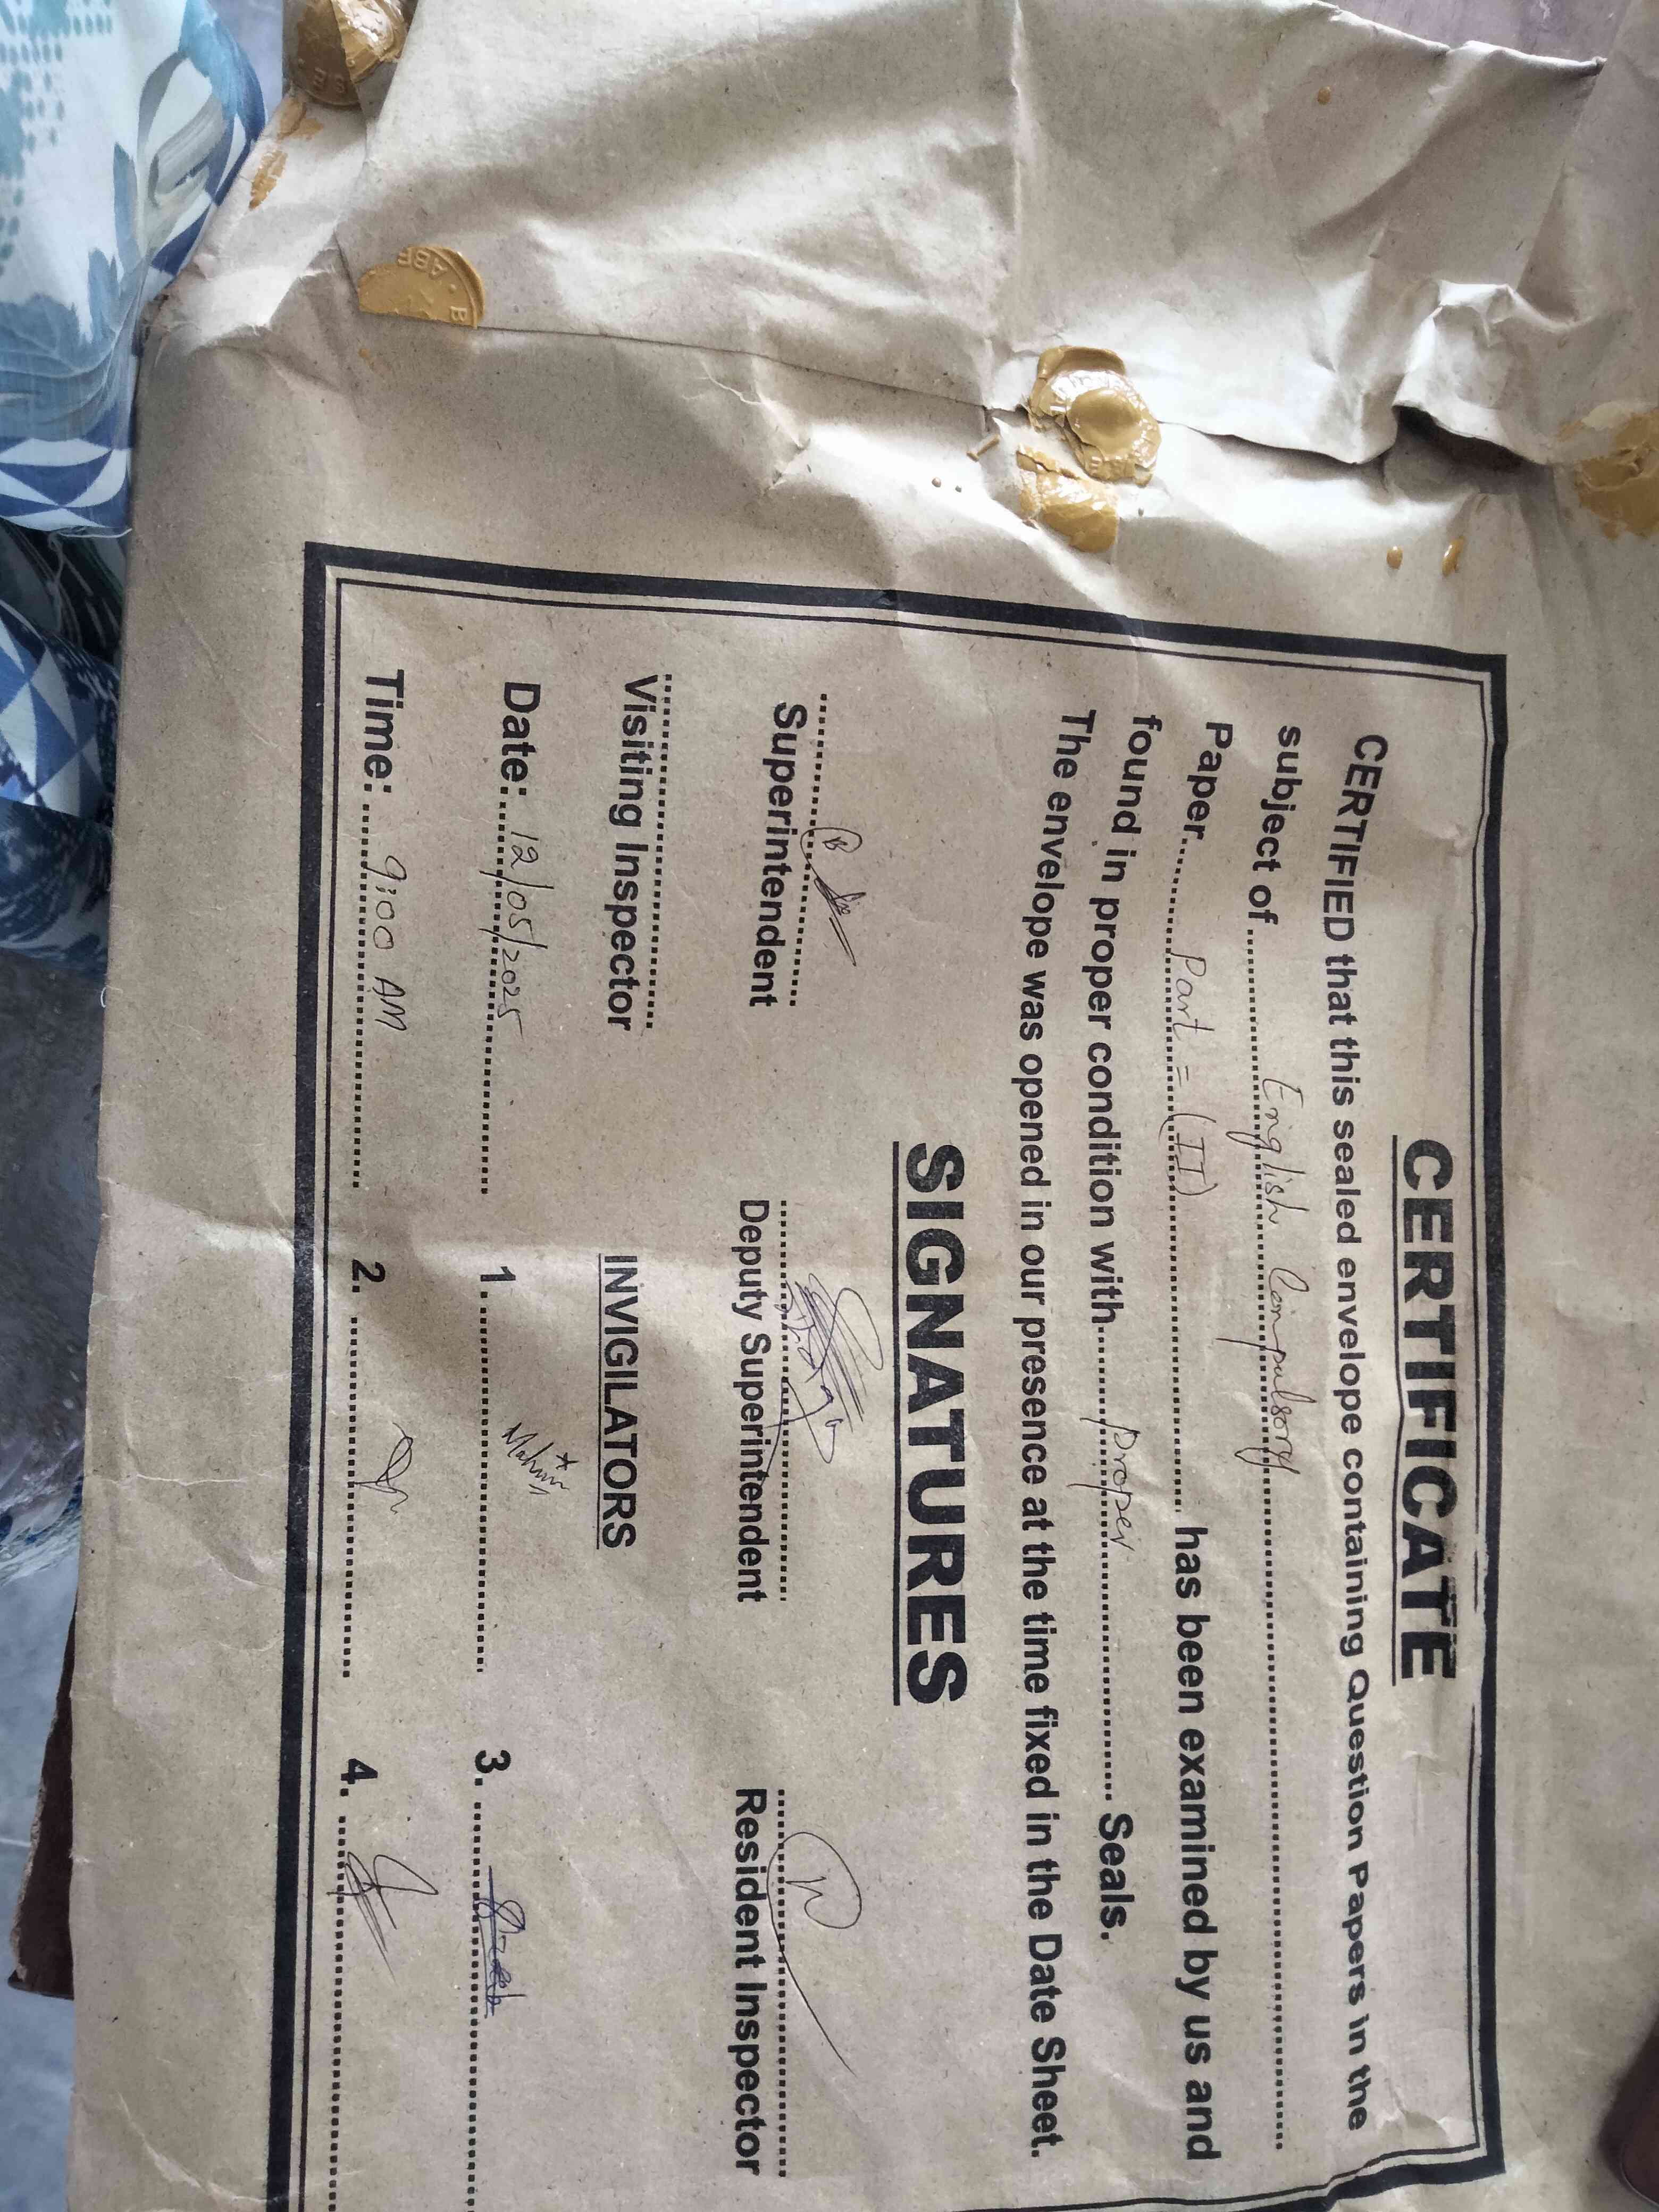 CERTIFICATE
CERTIFIED that this sealed envelope containing Question Papers in the
subject of English Compulsory
Paper Part = (II) has been examined by us and
found in proper condition with Proper Seals.
The envelope was opened in our presence at the time fixed in the Date Sheet.
SIGNATURES
Superintendent Deputy Superintendent Resident Inspector
Visiting Inspector INVIGILATORS
Date: 12/05/2025 1. 3.
Time: 9:00 AM 2. 4.